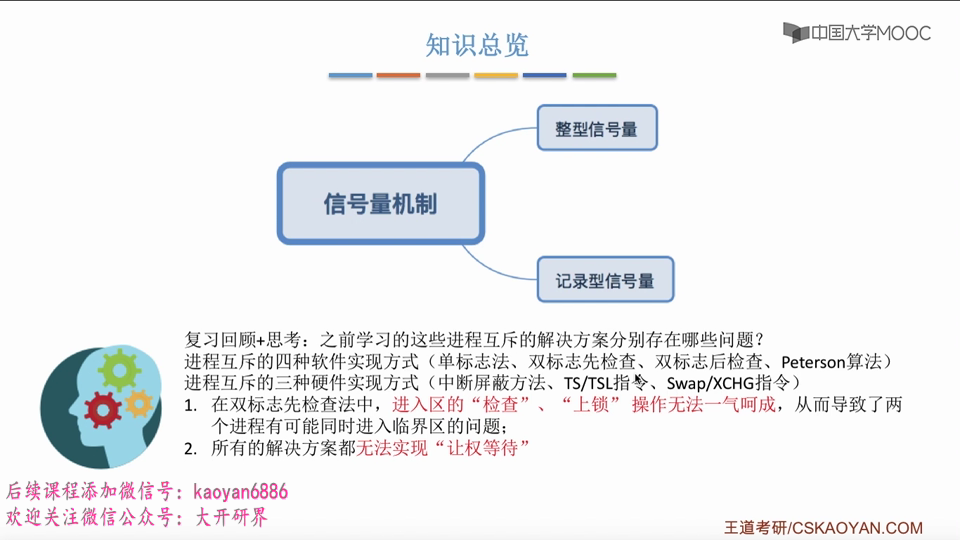 知识总览
中国大学MOOC
整型信号量
信号量机制
记录型信号量
复习回顾+思考：之前学习的这些进程互斥的解决方案分别存在哪些问题？
进程互斥的四种软件实现方式（单标志法、双标志先检查、双标志后检查、Peterson算法）
进程互斥的三种硬件实现方式（中断屏蔽方法、TS/TSL指令、Swap/XCHG指令）
1. 在双标志先检查法中，进入区的“检查”、“上锁” 操作无法一气呵成，从而导致了两
个进程有可能同时进入临界区的问题；
2. 所有的解决方案都无法实现“让权等待”
后续课程添加微信号：kaoyan6886
欢迎关注微信公众号：大开研界
王道考研/CSKAOYAN.COM